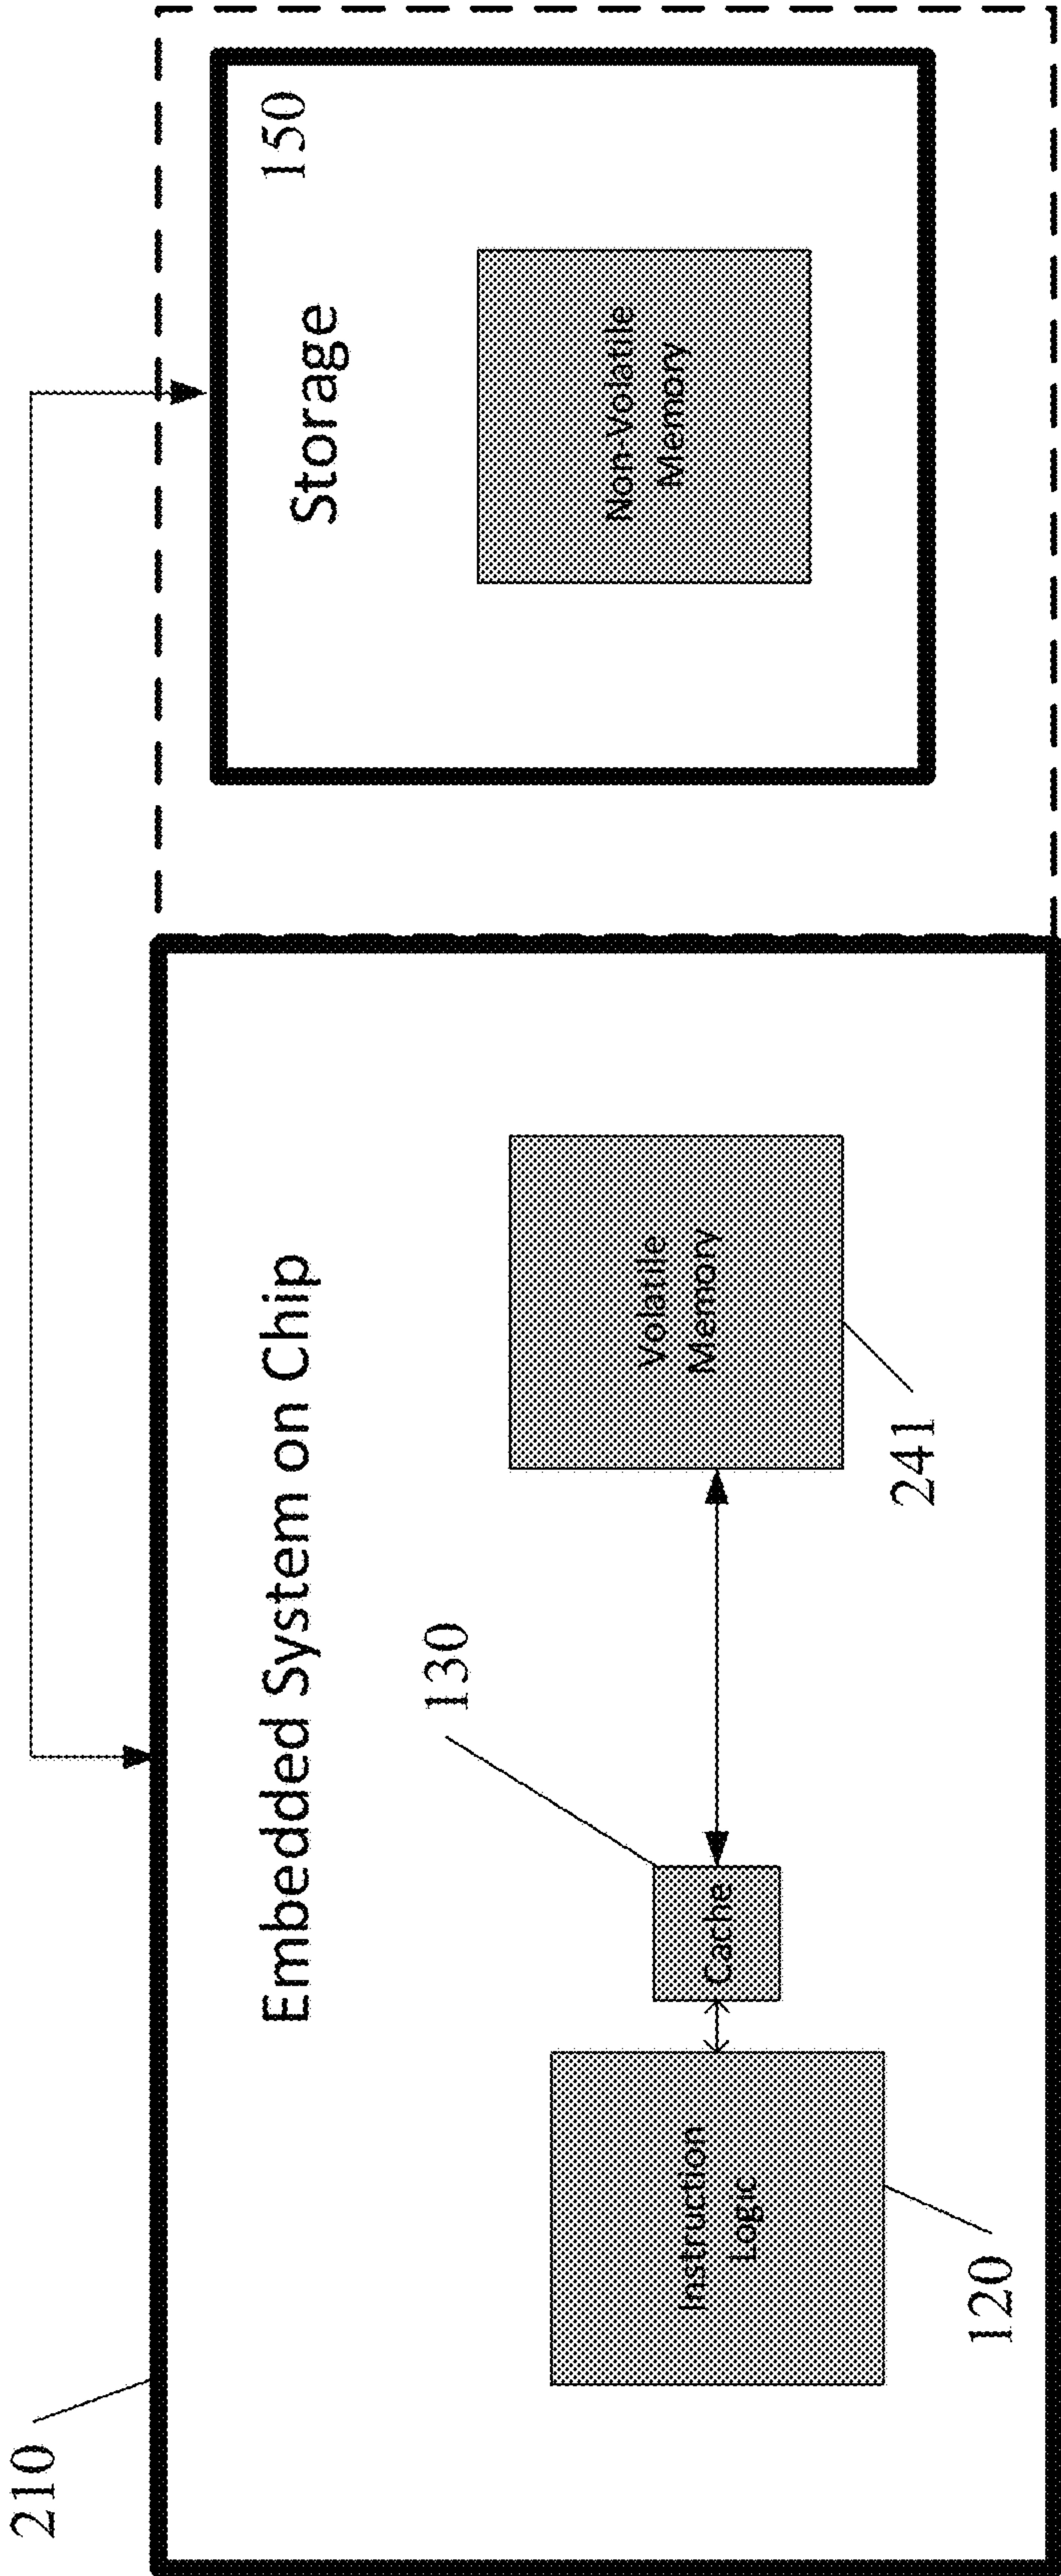 210
Embedded System on Chip
130
Instruction
Logic
Cache
Volatile
Memory
120
241
Storage
150
Non-Volatile
Memory